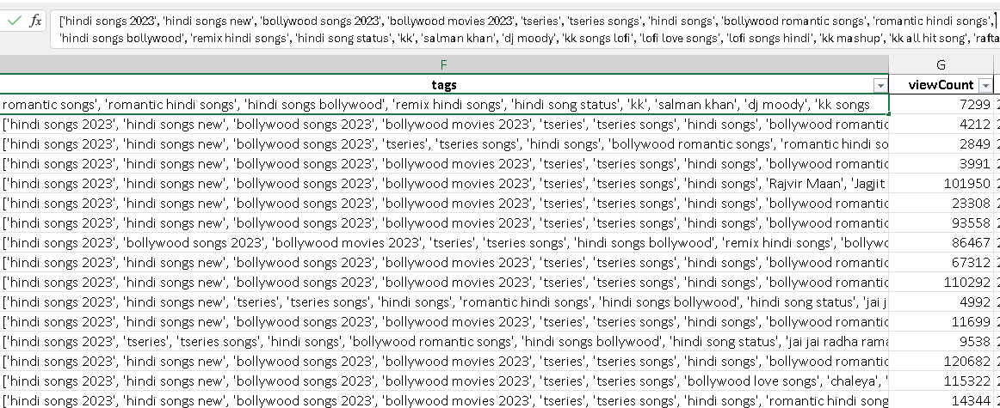 fx
['hindi songs 2023', 'hindi songs new', 'bollywood songs 2023', 'bollywood movies 2023', 'tseries', 'tseries songs', 'hindi songs', 'bollywood romantic songs', 'romantic hindi songs',
'hindi songs bollywood', 'remix hindi songs', 'hindi song status', 'kk', 'salman khan', 'dj moody', 'kk songs lofi', 'lofi love songs', 'lofi songs hindi', 'kk mashup', 'kk all hit song', 'rafta
F G
tags viewCount
romantic songs', 'romantic hindi songs', 'hindi songs bollywood', 'remix hindi songs', 'hindi song status', 'kk', 'salman khan', 'dj moody', 'kk songs 7299
['hindi songs 2023', 'hindi songs new', 'bollywood songs 2023', 'bollywood movies 2023', 'tseries', 'tseries songs', 'hindi songs', 'bollywood romantic 4212
['hindi songs 2023', 'hindi songs new', 'bollywood songs 2023', 'tseries', 'tseries songs', 'hindi songs', 'bollywood romantic songs', 'romantic hindi so 2849
['hindi songs 2023', 'hindi songs new', 'bollywood songs 2023', 'bollywood movies 2023', 'tseries', 'tseries songs', 'hindi songs', 'bollywood romantic 3991
['hindi songs 2023', 'hindi songs new', 'bollywood songs 2023', 'bollywood movies 2023', 'tseries', 'tseries songs', 'hindi songs', 'Rajvir Maan', 'Jagjit 101950
['hindi songs 2023', 'hindi songs new', 'bollywood songs 2023', 'bollywood movies 2023', 'tseries', 'tseries songs', 'hindi songs', 'bollywood romantic 23308
['hindi songs 2023', 'hindi songs new', 'bollywood songs 2023', 'bollywood movies 2023', 'tseries', 'tseries songs', 'hindi songs', 'bollywood romantic 93558
['hindi songs 2023', 'bollywood songs 2023', 'bollywood movies 2023', 'tseries', 'tseries songs', 'hindi songs bollywood', 'remix hindi songs', 'bollywo 86467
['hindi songs 2023', 'hindi songs new', 'bollywood songs 2023', 'bollywood movies 2023', 'tseries', 'tseries songs', 'hindi songs', 'bollywood romantic 67312
['hindi songs 2023', 'hindi songs new', 'bollywood songs 2023', 'bollywood movies 2023', 'tseries', 'tseries songs', 'hindi songs', 'bollywood romantic 110292
['hindi songs 2023', 'hindi songs new', 'tseries', 'tseries songs', 'hindi songs', 'romantic hindi songs', 'hindi songs bollywood', 'hindi song status', 'jai j 4992
['hindi songs 2023', 'hindi songs new', 'bollywood songs 2023', 'bollywood movies 2023', 'tseries', 'tseries songs', 'hindi songs', 'bollywood romantic 11699
['hindi songs 2023', 'tseries', 'tseries songs', 'hindi songs', 'bollywood romantic songs', 'hindi songs bollywood', 'hindi song status', 'jai jai radha rama 9538
['hindi songs 2023', 'hindi songs new', 'bollywood songs 2023', 'bollywood movies 2023', 'tseries', 'tseries songs', 'hindi songs', 'bollywood romantic 120682
['hindi songs 2023', 'hindi songs new', 'bollywood songs 2023', 'bollywood movies 2023', 'tseries', 'tseries songs', 'bollywood love songs', 'chaleya', ' 115322
['hindi songs 2023', 'hindi songs new', 'bollywood songs 2023', 'bollywood movies 2023', 'tseries', 'tseries songs', 'hindi songs', 'romantic hindi song 14344